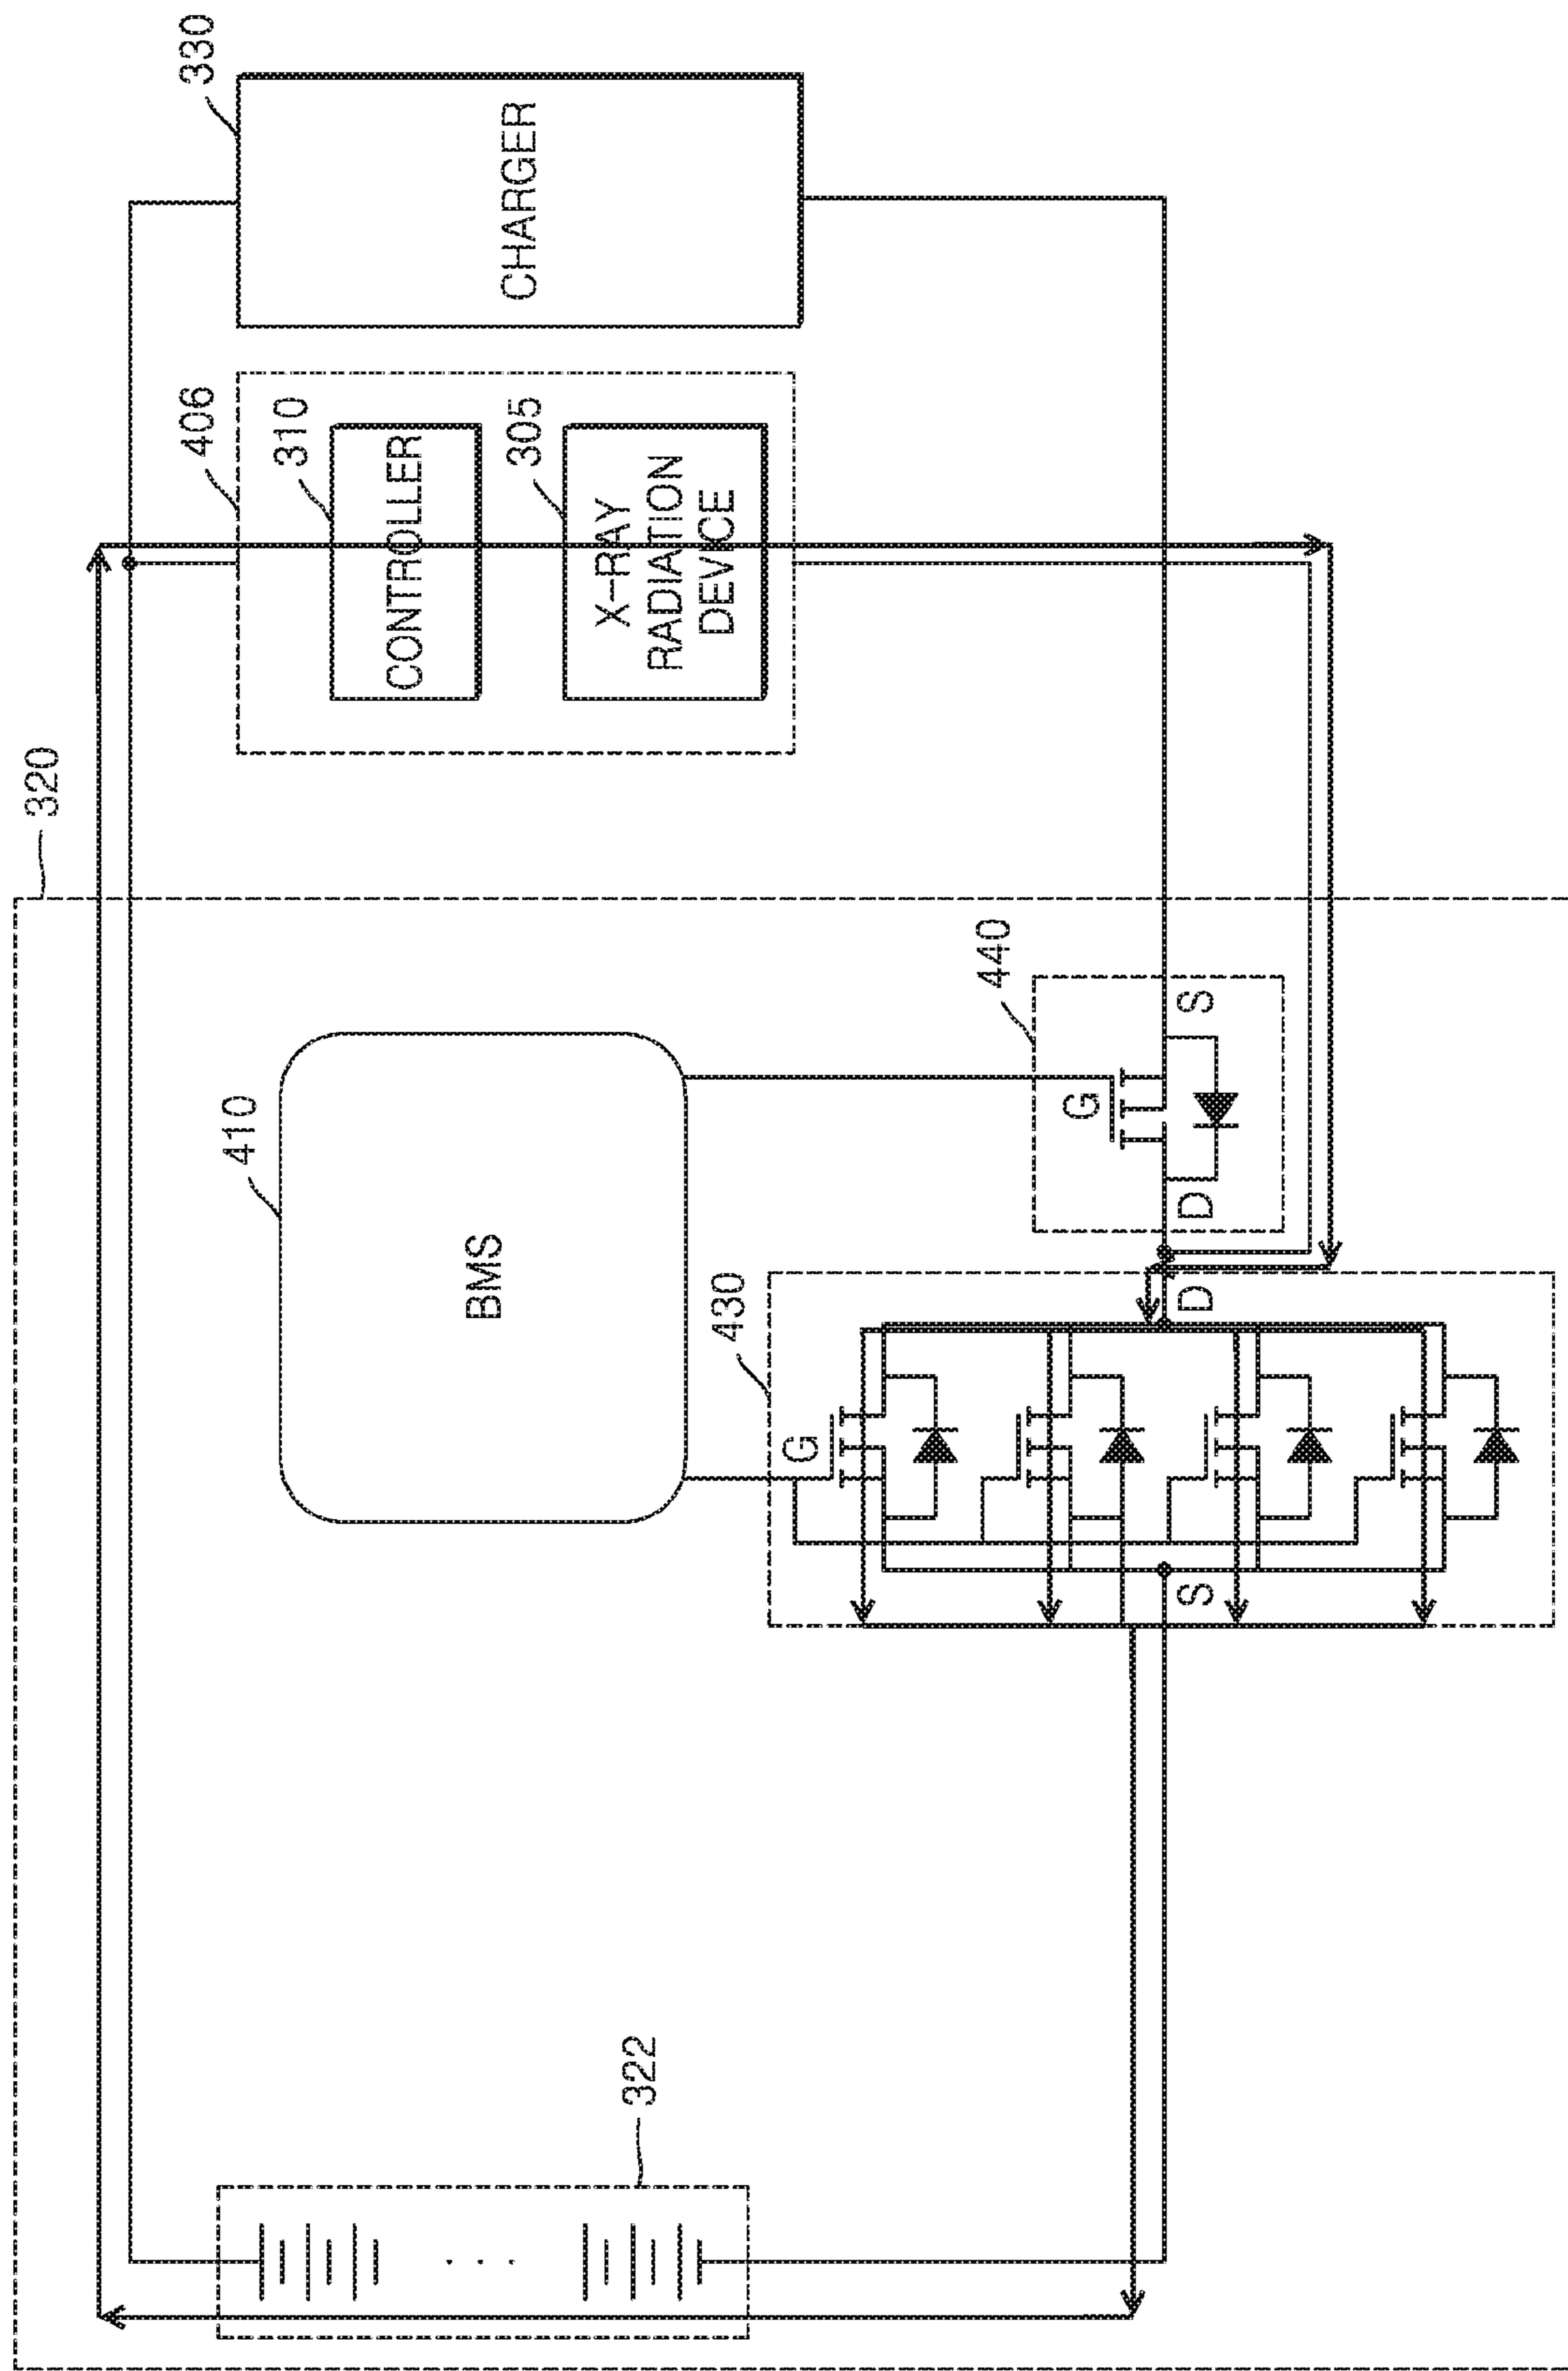 320
410
BMS
322
430
G
D
S
440
G
D
S
406
310
CONTROLLER
305
X-RAY
RADIATION
DEVICE
330
CHARGER